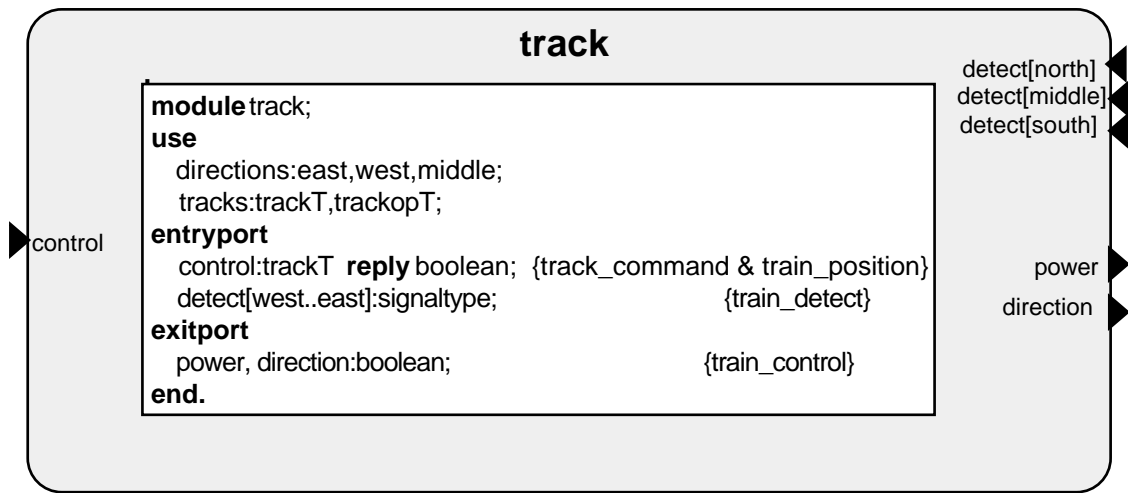 track
detect[north]
detect[middle]
detect[south]
module track;
use
directions:east,west,middle;
tracks:trackT,trackopT;
entryport
control
control:trackT reply boolean; {track_command & train_position}
power
detect[west..east]:signaltype; {train_detect}
direction
exitport
power, direction:boolean; {train_control}
end.